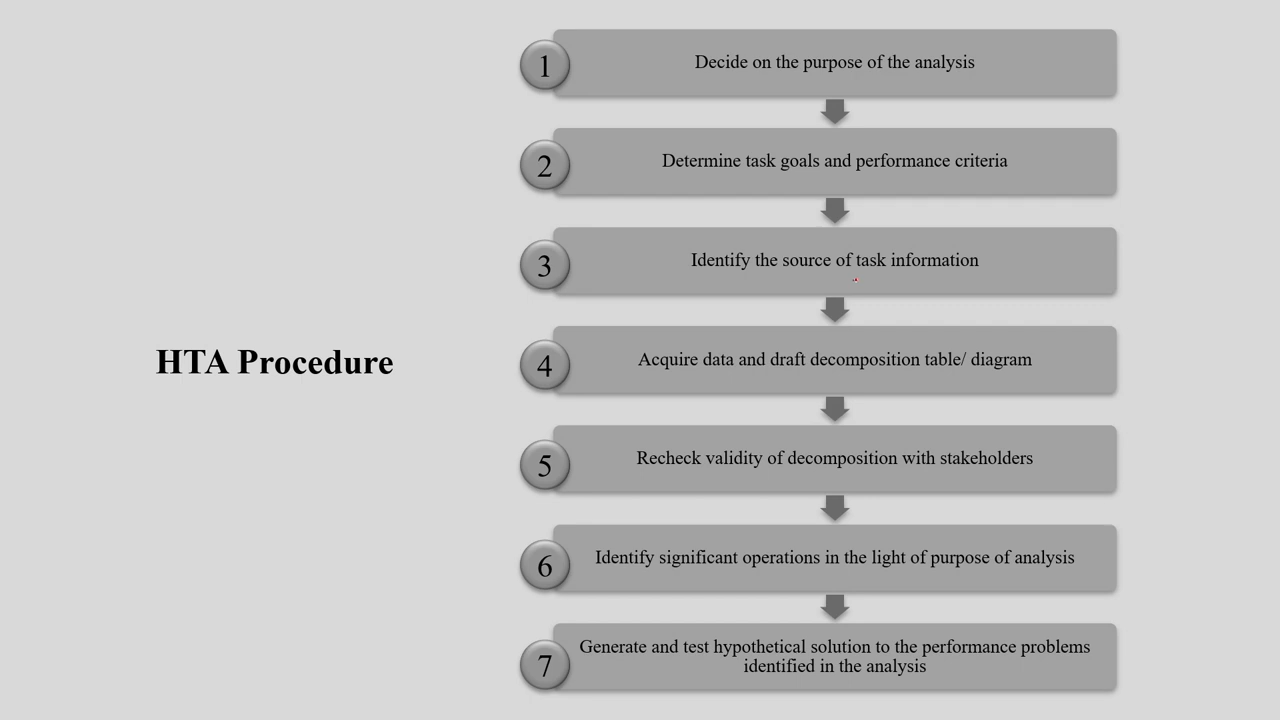 HTA Procedure
1
Decide on the purpose of the analysis
2
Determine task goals and performance criteria
3
Identify the source of task information
4
Acquire data and draft decomposition table/ diagram
5
Recheck validity of decomposition with stakeholders
6
Identify significant operations in the light of purpose of analysis
7
Generate and test hypothetical solution to the performance problems
identified in the analysis